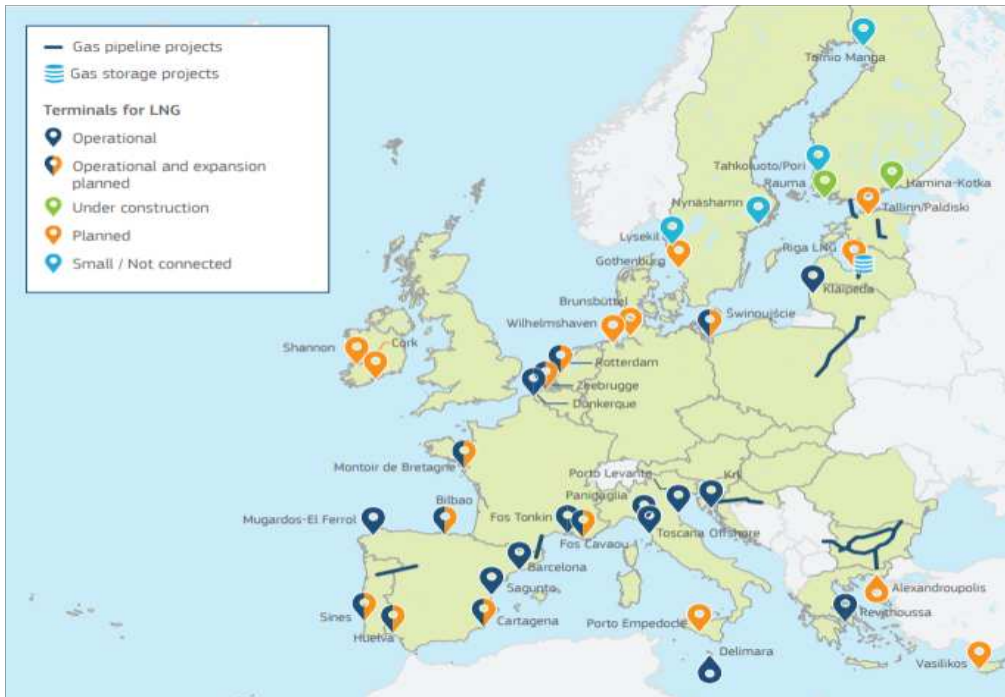 Gas pipeline projects
Gas storage projects
Terminals for LNG
Operational
Operational and expansion
planned
Under construction
Planned
Small / Not connected
Tornio Manga
Tahkoluoto/Pori
Rauma
Hamina-Kotka
Nynashamn
Tallinn/Paldiski
Lysekil
Gothenburg
Riga LNG
Klaipeda
Brunsbüttel
Wilhelmshaven
Świnoujście
Shannon
Cork
Rotterdam
Zeebrugge
Dunkerque
Montoir de Bretagne
Porto Levante
Krk
Bilbao
Panigaglia
Mugardos-El Ferrol
Fos Tonkin
Toscana Offshore
Fos Cavaou
Barcelona
Sagunto
Alexandroupolis
Sines
Huelva
Cartagena
Porto Empedocle
Revithoussa
Delimara
Vasilikos